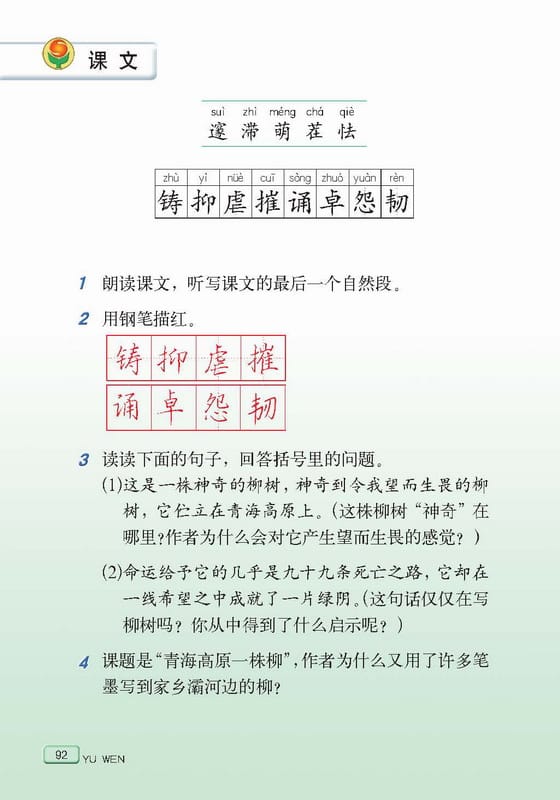 课文
suì zhì méng chá qiè
邃 滞 萌 茬 怯
zhù yì nüè cuī sòng zhuó yuàn rèn
铸抑虐摧诵卓怨韧
1 朗读课文，听写课文的最后一个自然段。
2 用钢笔描红。
铸抑虐摧
诵卓怨韧
3 读读下面的句子，回答括号里的问题。
(1)这是一株神奇的柳树，神奇到令我望而生畏的柳
树，它伫立在青海高原上。(这株柳树“神奇”在
哪里?作者为什么会对它产生望而生畏的感觉？)
(2)命运给予它的几乎是九十九条死亡之路，它却在
一线希望之中成就了一片绿阴。(这句话仅仅在写
柳树吗？你从中得到了什么启示呢？)
4 课题是“青海高原一株柳”，作者为什么又用了许多笔
墨写到家乡灞河边的柳？
92 YU WEN